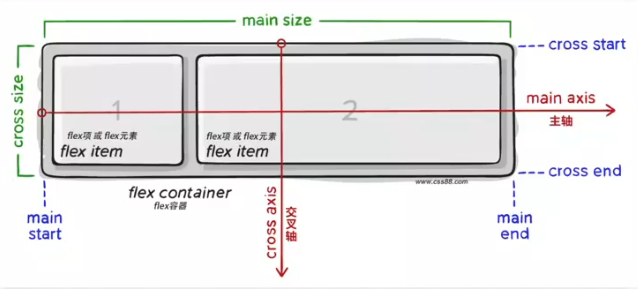 main size
cross start
cross size
1
2
main axis
主轴
flex项 或 flex元素
flex item
flex项 或 flex元素
flex item
cross end
www.css88.com
flex container
flex容器
main
start
cross axis
交叉轴
main
end